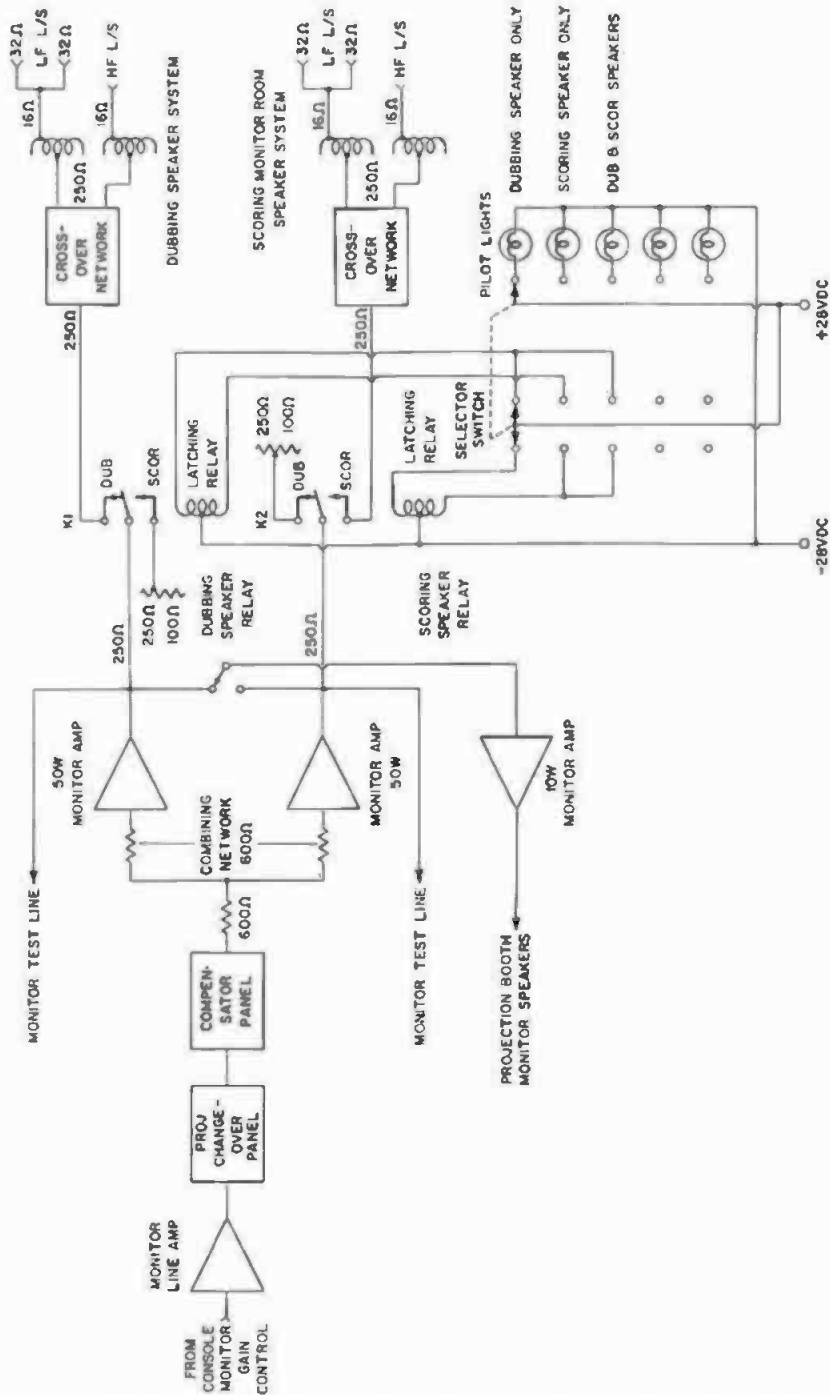 FROM
CONSOLE
MONITOR
GAIN
CONTROL
MONITOR
LINE AMP
PROJ
CHANGE-
OVER
PANEL
COMPEN-
SATOR
PANEL
600Ω
COMBINING
NETWORK
600Ω
MONITOR TEST LINE
50W
MONITOR AMP
MONITOR AMP
50W
MONITOR TEST LINE
PROJECTION BOOTH
MONITOR SPEAKERS
10W
MONITOR AMP
250Ω
250Ω
100Ω
K1
DUB
SCOR
DUBBING
SPEAKER
RELAY
LATCHING
RELAY
250Ω
K2
250Ω
100Ω
DUB
SCOR
SCORING
SPEAKER
RELAY
LATCHING
RELAY
SELECTOR
SWITCH
-28VDC
+28VDC
250Ω
CROSS-
OVER
NETWORK
250Ω
16Ω
32Ω
LF L/S
32Ω
16Ω
HF L/S
DUBBING SPEAKER SYSTEM
SCORING MONITOR ROOM
SPEAKER SYSTEM
250Ω
CROSS-
OVER
NETWORK
250Ω
16Ω
32Ω
LF L/S
32Ω
16Ω
HF L/S
PILOT LIGHTS
DUBBING SPEAKER ONLY
SCORING SPEAKER ONLY
DUB & SCOR SPEAKERS